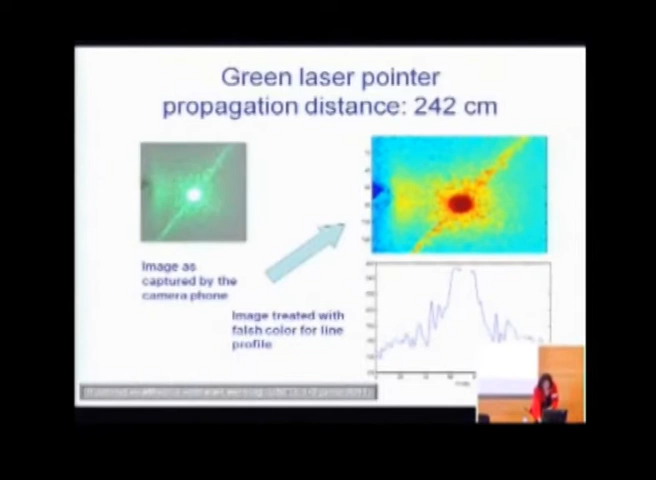 Green laser pointer
propagation distance: 242 cm
Image as
captured by the
camera phone
Image treated with
falsh color for line
profile